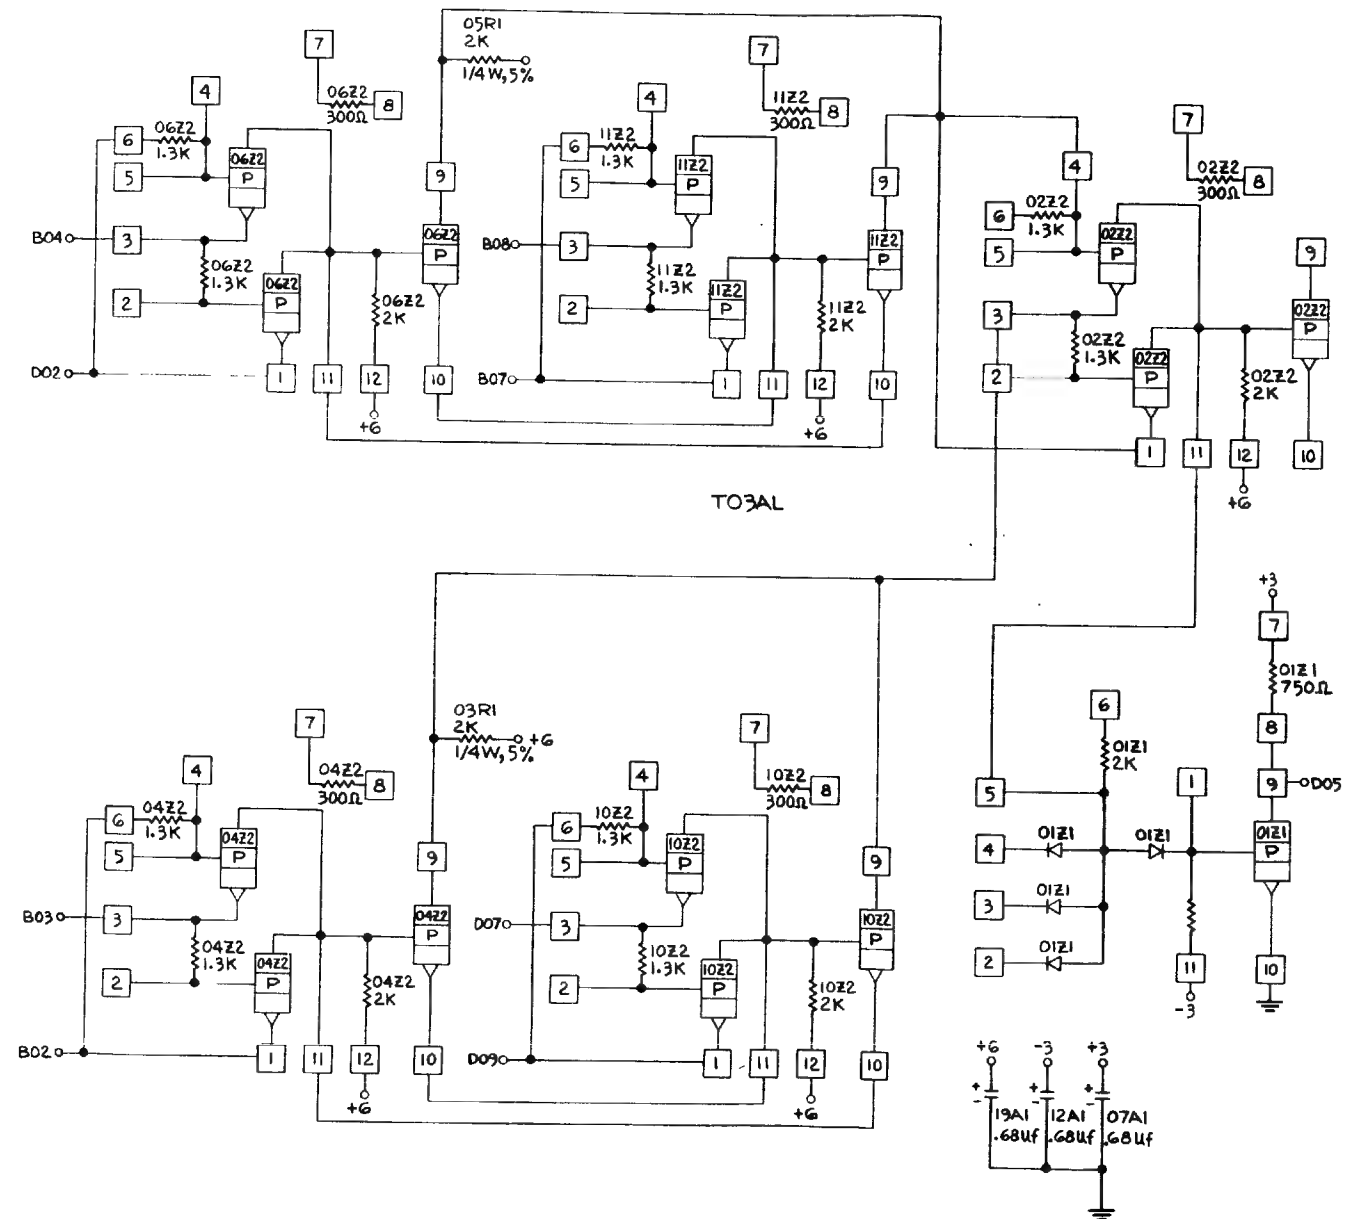 05R1
2K
1/4W, 5%
7
06Z2
300Ω
8
4
6
06Z2
1.3K
5
06Z2
P
B04
3
06Z2
1.3K
2
06Z2
P
06Z2
2K
9
06Z2
P
D02
1
11
12
10
+6
7
11Z2
300Ω
8
4
6
11Z2
1.3K
5
11Z2
P
B08
3
11Z2
1.3K
2
11Z2
P
11Z2
2K
9
11Z2
P
B07
1
11
12
10
+6
7
02Z2
300Ω
8
4
6
02Z2
1.3K
5
02Z2
P
3
02Z2
1.3K
2
02Z2
P
02Z2
2K
9
02Z2
P
1
11
12
10
+6
TO3AL
03R1
2K
1/4W, 5%
+6
7
04Z2
300Ω
8
4
6
04Z2
1.3K
5
04Z2
P
B03
3
04Z2
1.3K
2
04Z2
P
04Z2
2K
9
04Z2
P
B02
1
11
12
10
+6
7
10Z2
300Ω
8
4
6
10Z2
1.3K
5
10Z2
P
D07
3
10Z2
1.3K
2
10Z2
P
10Z2
2K
9
10Z2
P
D09
1
11
12
10
+6
+3
7
01Z1
750Ω
8
9
D05
6
01Z1
2K
1
5
4
01Z1
01Z1
01Z1
P
3
01Z1
2
01Z1
11
-3
10
+6
-3
+3
+
-
+
-
+
-
19A1
.68Uf
12A1
.68Uf
07A1
.68Uf